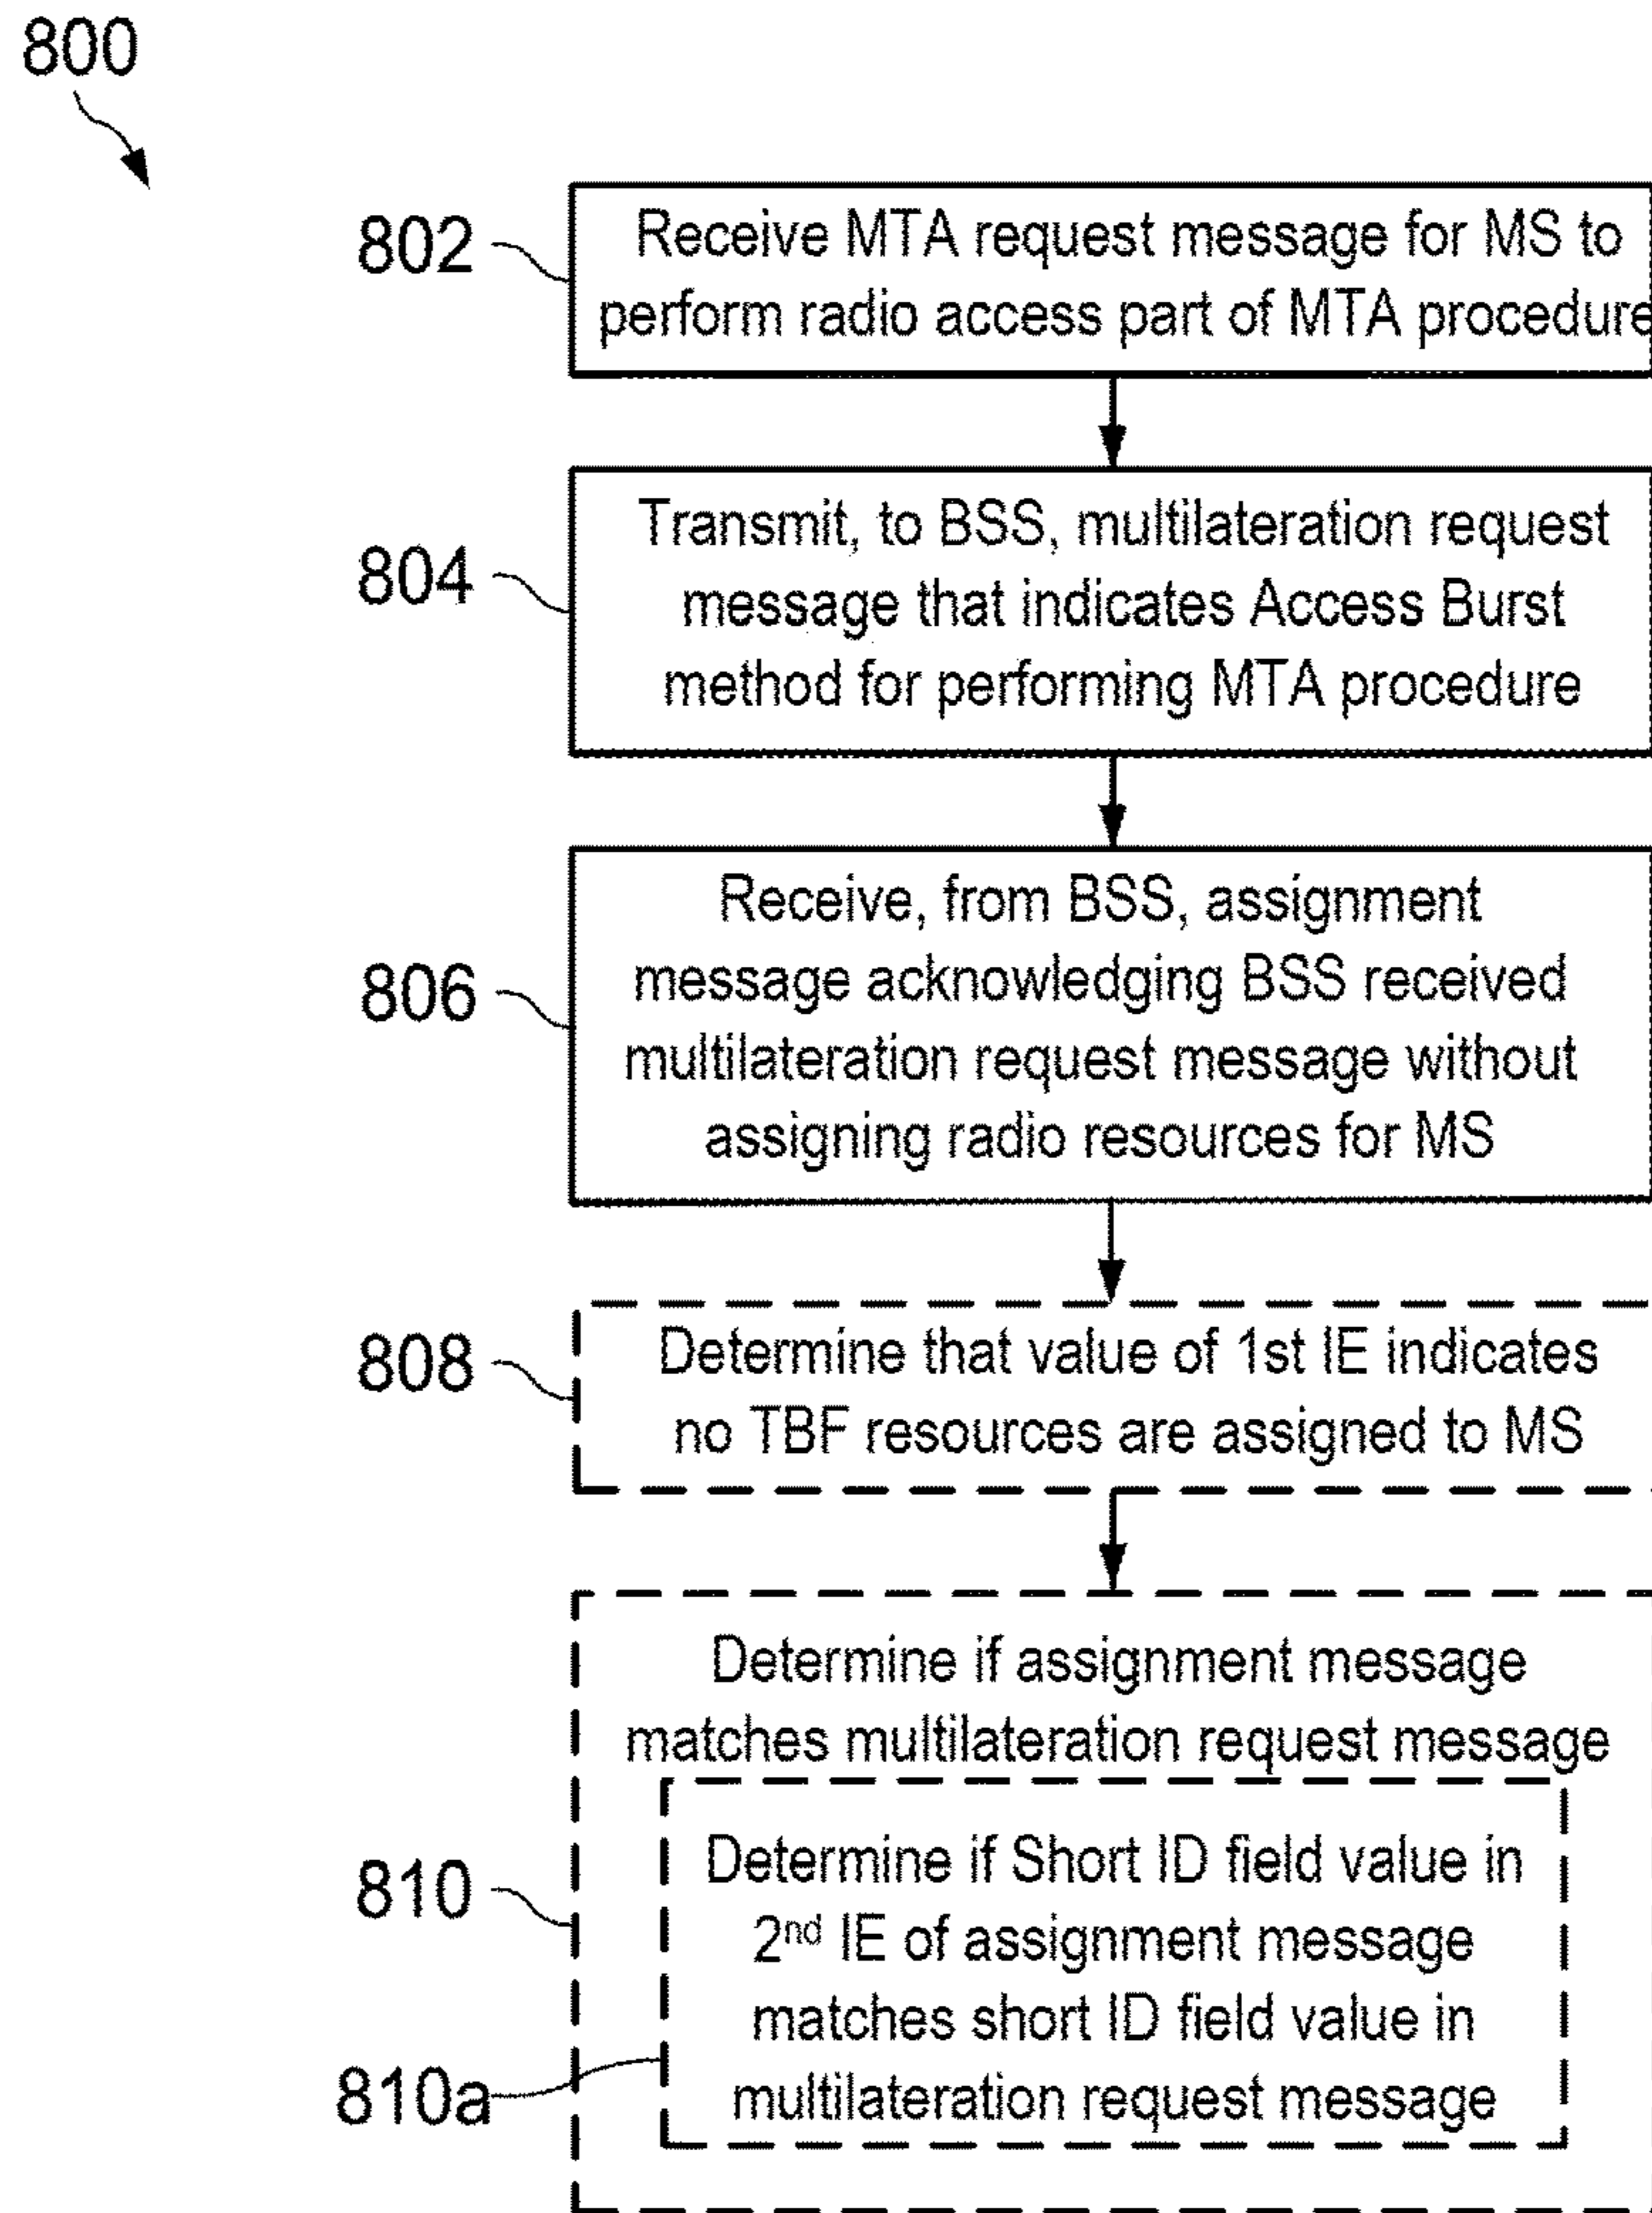 800
802
Receive MTA request message for MS to
perform radio access part of MTA procedure
804
Transmit, to BSS, multilateration request
message that indicates Access Burst
method for performing MTA procedure
806
Receive, from BSS, assignment
message acknowledging BSS received
multilateration request message without
assigning radio resources for MS
808
Determine that value of 1st IE indicates
no TBF resources are assigned to MS
810
Determine if assignment message
matches multilateration request message
810a
Determine if Short ID field value in
2nd IE of assignment message
matches short ID field value in
multilateration request message